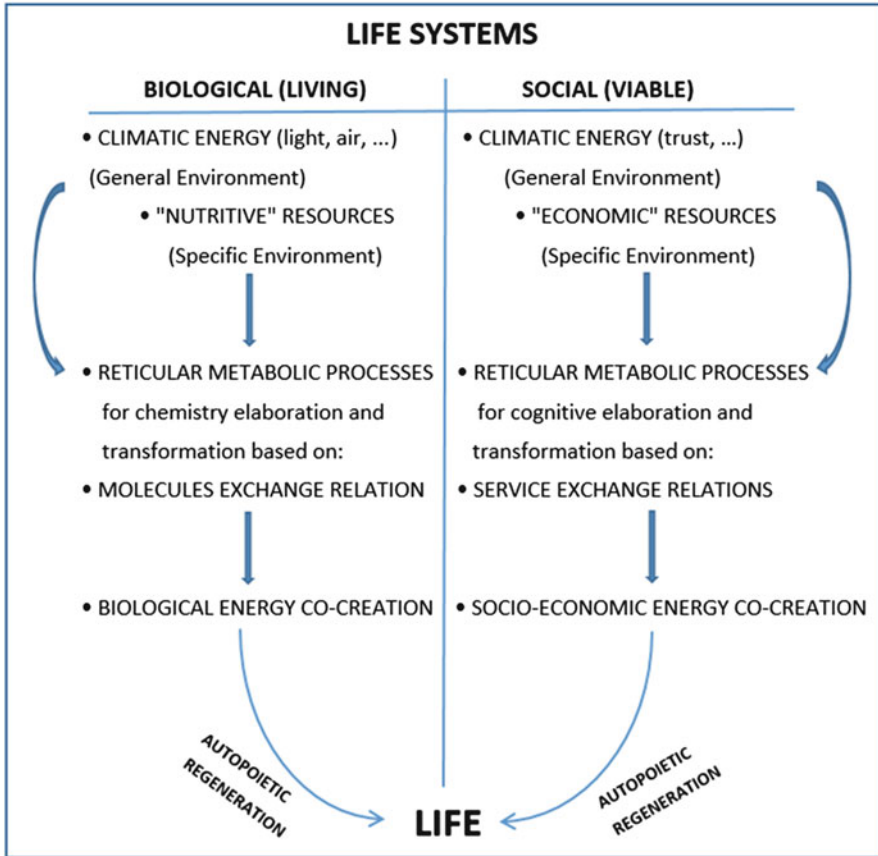 LIFE SYSTEMS
BIOLOGICAL (LIVING)
• CLIMATIC ENERGY (light, air, ...)
(General Environment)
• "NUTRITIVE" RESOURCES
(Specific Environment)
• RETICULAR METABOLIC PROCESSES
for chemistry elaboration and
transformation based on:
• MOLECULES EXCHANGE RELATION
• BIOLOGICAL ENERGY CO-CREATION
AUTOPOIETIC
REGENERATION
SOCIAL (VIABLE)
• CLIMATIC ENERGY (trust, ...)
(General Environment)
• "ECONOMIC" RESOURCES
(Specific Environment)
• RETICULAR METABOLIC PROCESSES
for cognitive elaboration and
transformation based on:
• SERVICE EXCHANGE RELATIONS
• SOCIO-ECONOMIC ENERGY CO-CREATION
AUTOPOIETIC
REGENERATION
LIFE